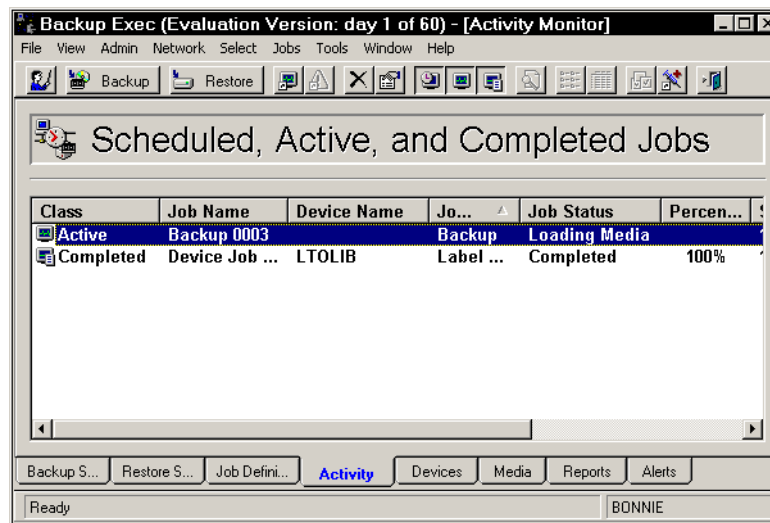 Backup Exec (Evaluation Version: day 1 of 60) - [Activity Monitor]
File View Admin Network Select Jobs Tools Window Help
Backup Restore
Scheduled, Active, and Completed Jobs
Class Job Name Device Name Jo... Job Status Percen...
Active Backup 0003 Backup Loading Media
Completed Device Job ... LTOLIB Label ... Completed 100%
Backup S... Restore S... Job Defini... Activity Devices Media Reports Alerts
Ready BONNIE